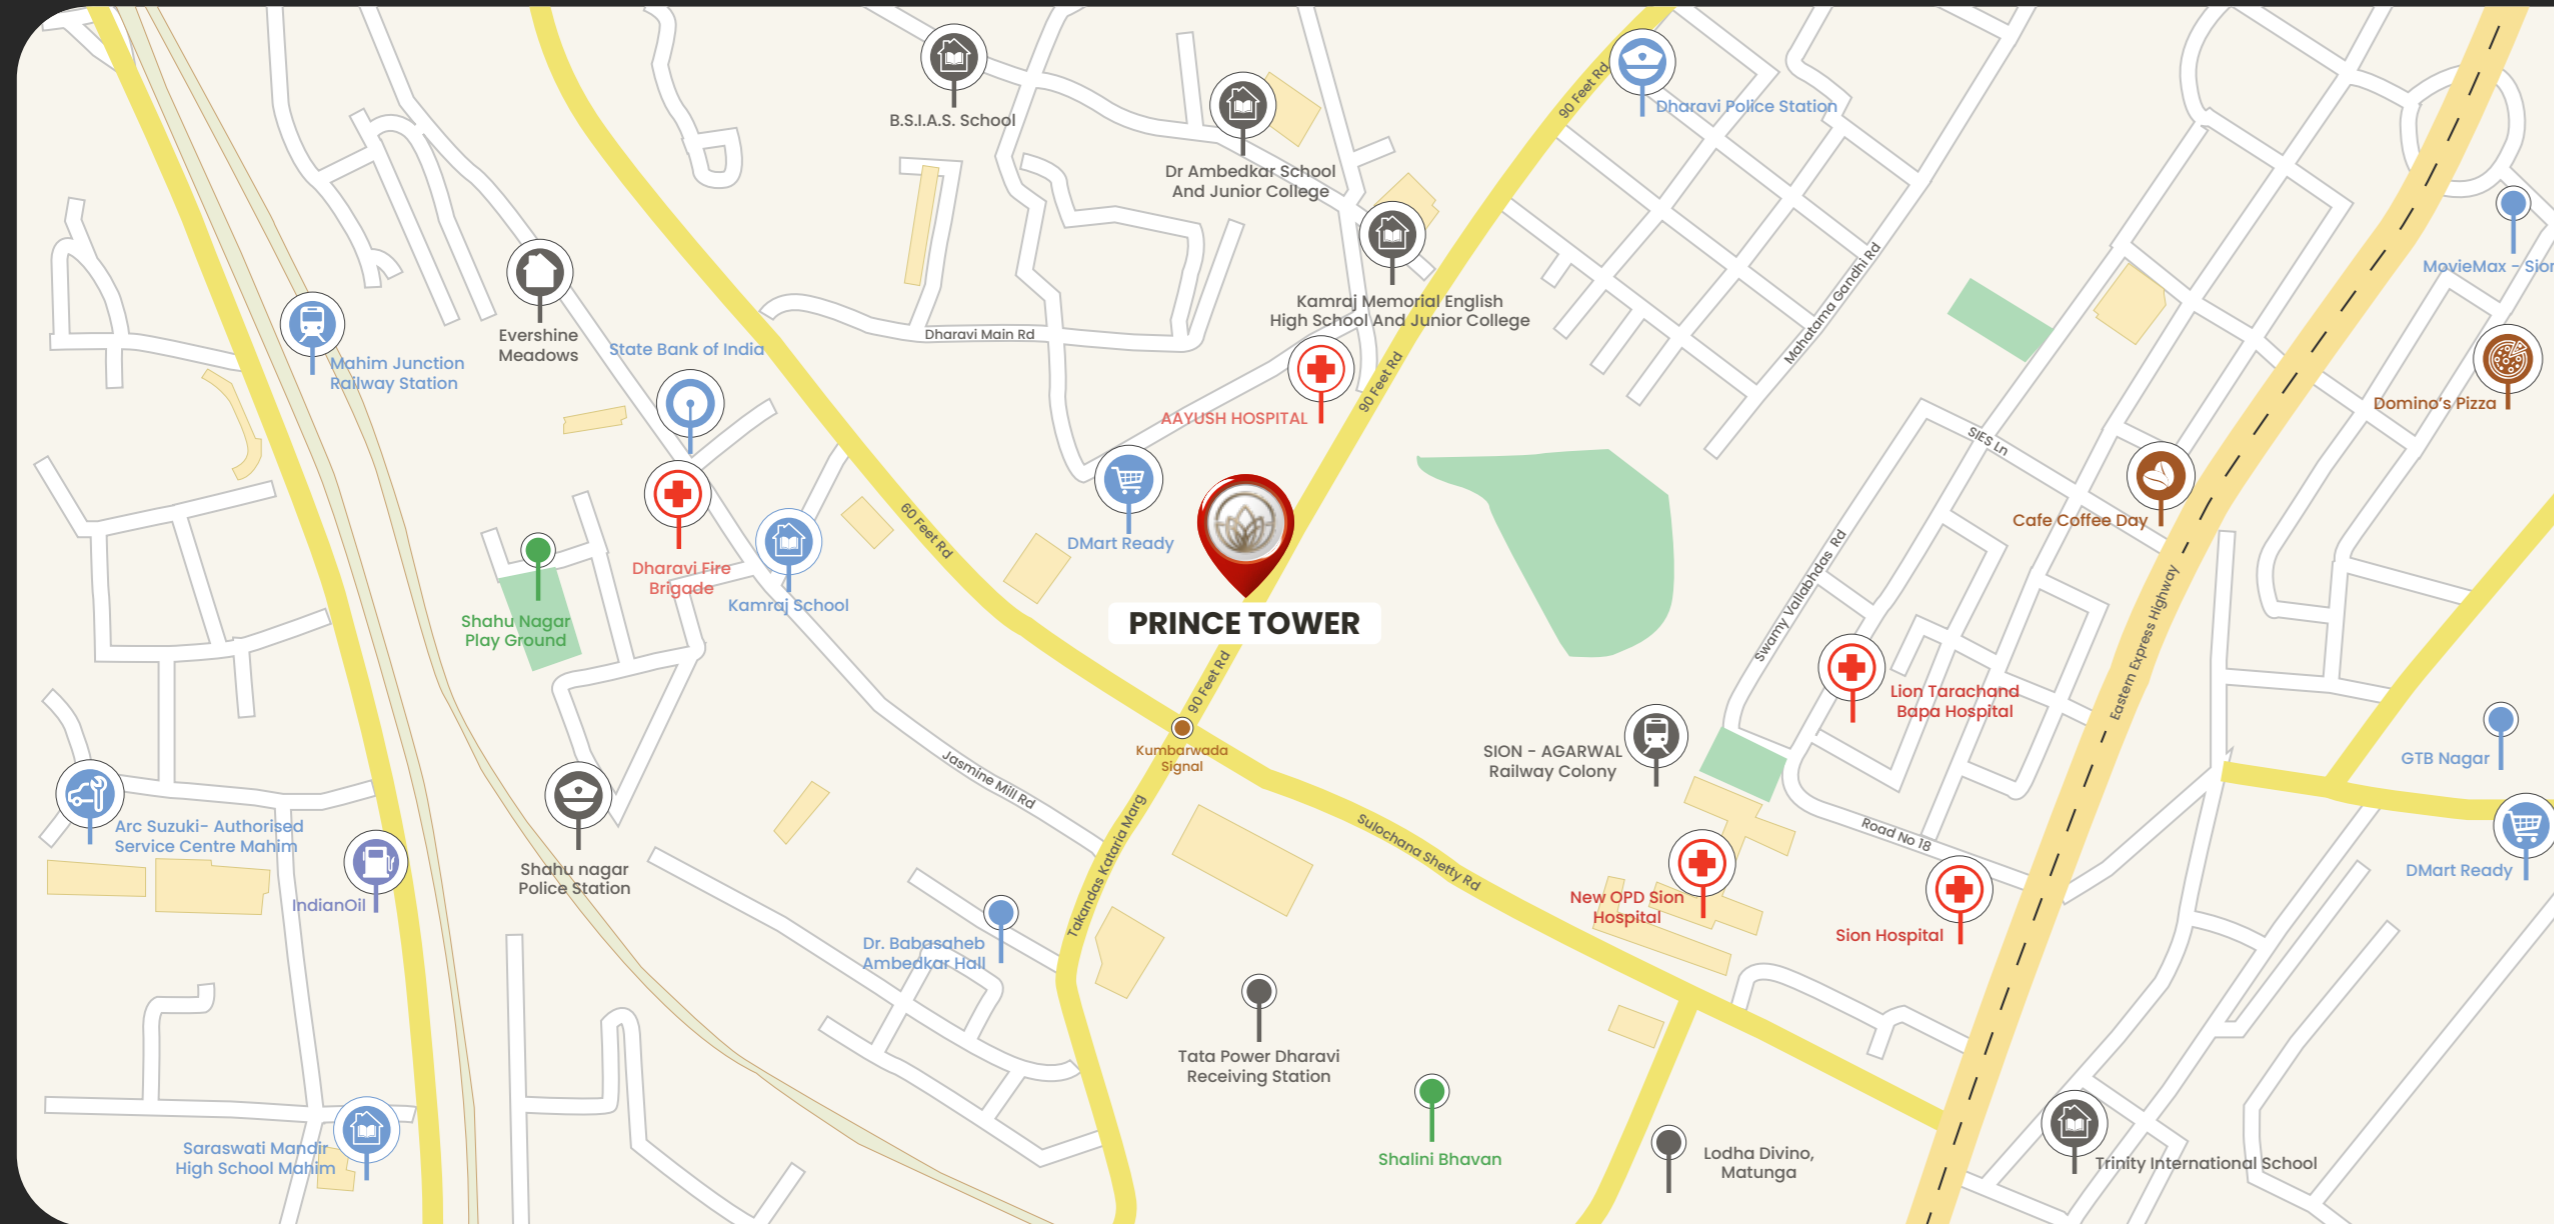 B.S.I.A.S. School
Dr Ambedkar School
And Junior College
90 Feet Rd
Dharavi Police Station
Kamraj Memorial English
High School And Junior College
Mahatama Gandhi Rd
MovieMax - Sion
Evershine
Meadows
Mahim Junction
Railway Station
State Bank of India
Dharavi Main Rd
90 Feet Rd
AAYUSH HOSPITAL
Domino's Pizza
SIES Ln
Cafe Coffee Day
60 Feet Rd
DMart Ready
Dharavi Fire
Brigade
Kamraj School
Shahu Nagar
Play Ground
PRINCE TOWER
Swamy Vallabhdas Rd
Eastern Express Highway
90 Feet Rd
Lion Tarachand
Bapa Hospital
Kumbarwada
Signal
SION - AGARWAL
Railway Colony
GTB Nagar
Jasmine Mill Rd
Arc Suzuki- Authorised
Service Centre Mahim
Takandas Kataria Marg
Sulochana Shetty Rd
Road No 18
DMart Ready
Shahu nagar
Police Station
IndianOil
New OPD Sion
Hospital
Sion Hospital
Dr. Babasaheb
Ambedkar Hall
Tata Power Dharavi
Receiving Station
Saraswati Mandir
High School Mahim
Shalini Bhavan
Lodha Divino,
Matunga
Trinity International School